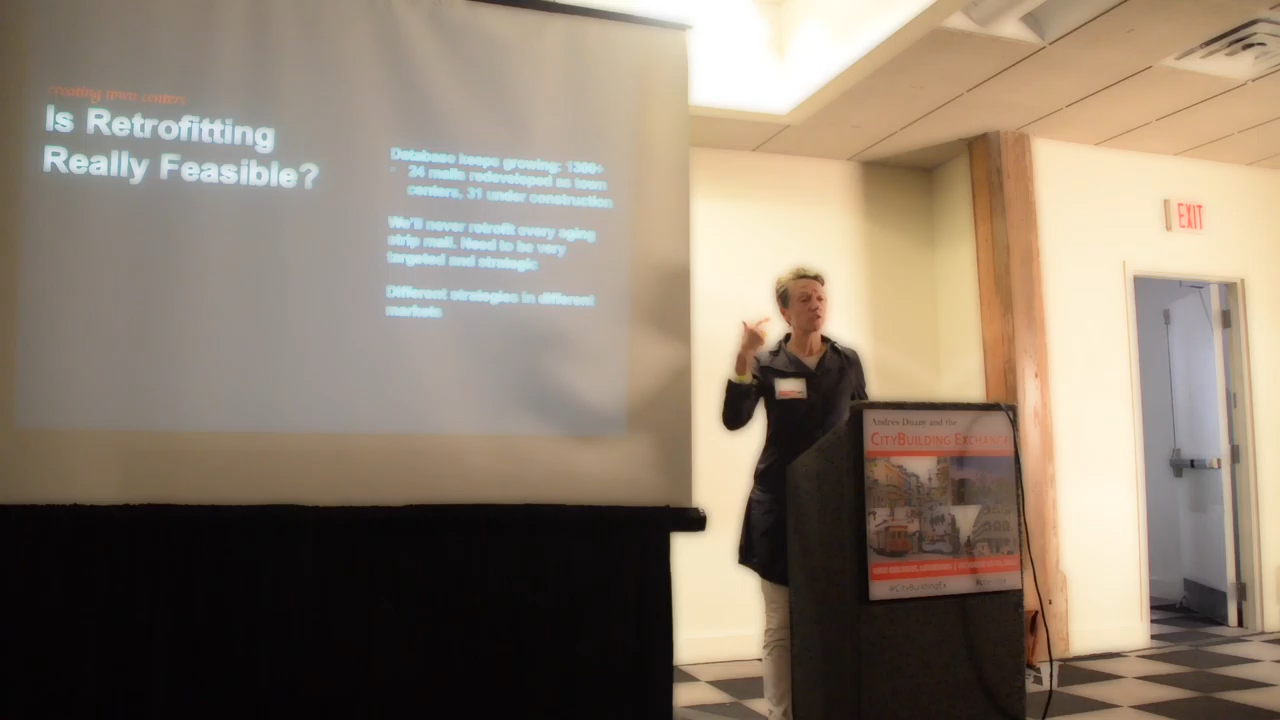 creating town centers
Is Retrofitting
Really Feasible?
Database keeps growing: 1300+
24 malls redeveloped as town
centers, 31 under construction
We'll never retrofit every aging
strip mall. Need to be very
targeted and strategic
Different strategies in different
markets
EXIT
Andres Duany and the
CITYBUILDING EXCHANGE
@CityBuildingEx